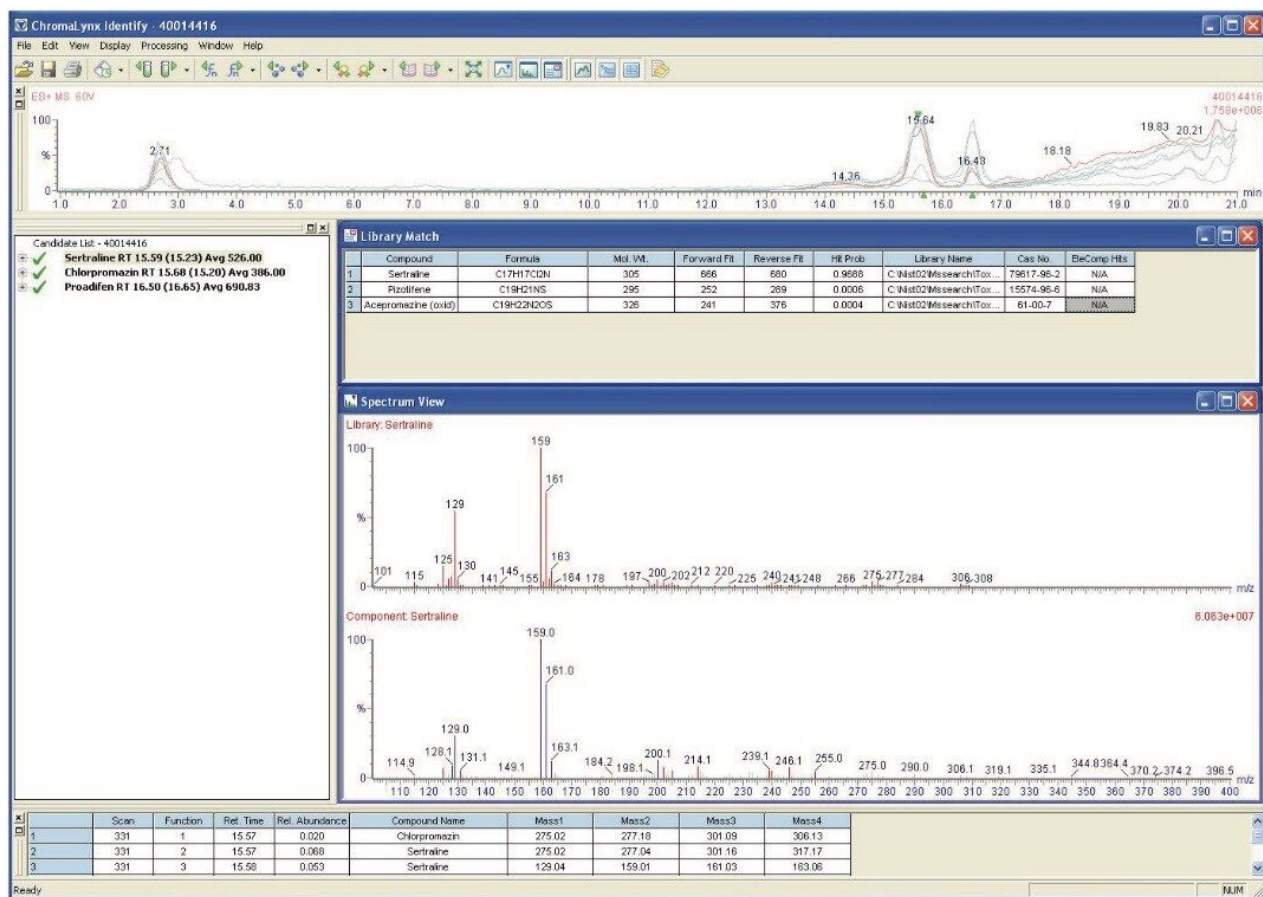 ChromaLynx Identify - 40014416
File Edit View Display Processing Window Help
ES+ MS 60V
40014416
1.758e+006
100
%
0
2.71
14.36
15.64
16.43
18.18
19.83
20.21
1.0 2.0 3.0 4.0 5.0 6.0 7.0 8.0 9.0 10.0 11.0 12.0 13.0 14.0 15.0 16.0 17.0 18.0 19.0 20.0 21.0
min
Candidate List - 40014416
Sertraline RT 15.59 (15.23) Avg 526.00
Chlorpromazin RT 15.68 (15.20) Avg 386.00
Proadifen RT 16.50 (16.65) Avg 690.83
Library Match
Compound Formula Mol. Wt. Forward Fit Reverse Fit Hit Prob Library Name Cas No. EleComp Hits
1 Sertraline C17H17Cl2N 305 666 680 0.9688 C:\Nist02\Mssearch\Tox... 79617-96-2 N/A
2 Pizotifene C19H21NS 295 252 289 0.0006 C:\Nist02\Mssearch\Tox... 15574-96-6 N/A
3 Acepromazine (oxid) C19H22N2OS 326 241 376 0.0004 C:\Nist02\Mssearch\Tox... 61-00-7 N/A
Spectrum View
Library: Sertraline
100
%
0
101 115 125 129 130 141 145 155 159 161 163 164 178 197 200 202 212 220 225 240 241 248 266 275 277 284 306 308
m/z
Component: Sertraline
6.063e+007
100
%
0
114.9 128.1 129.0 131.1 149.1 159.0 161.0 163.1 184.2 198.1 200.1 214.1 239.1 246.1 255.0 275.0 290.0 306.1 319.1 335.1 344.8 364.4 370.2 374.2 396.5
m/z
110 120 130 140 150 160 170 180 190 200 210 220 230 240 250 260 270 280 290 300 310 320 330 340 350 360 370 380 390 400
Scan Function Ret. Time Rel. Abundance Compound Name Mass1 Mass2 Mass3 Mass4
1 331 1 15.57 0.020 Chlorpromazin 275.02 277.18 301.09 306.13
2 331 2 15.57 0.068 Sertraline 275.02 277.04 301.16 317.17
3 331 3 15.58 0.053 Sertraline 129.04 159.01 161.03 163.06
Ready
NUM